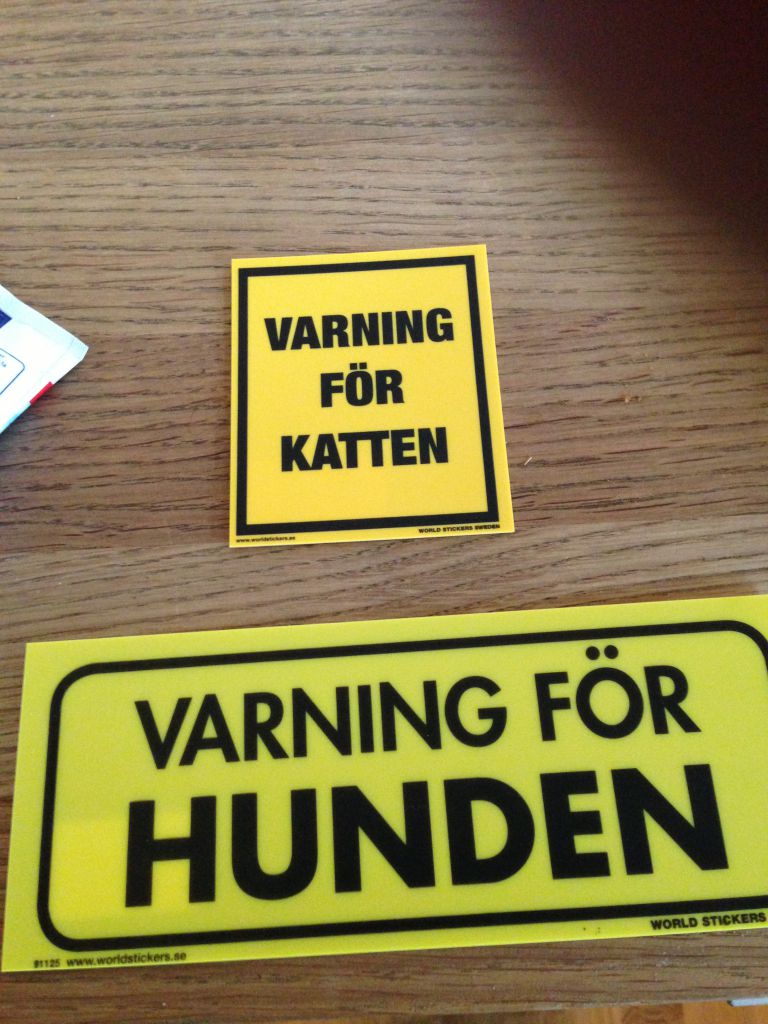 VARNING
FÖR
KATTEN
www.worldstickers.se WORLD STICKERS SWEDEN
VARNING FÖR
HUNDEN
WORLD STICKERS
91125 www.worldstickers.se